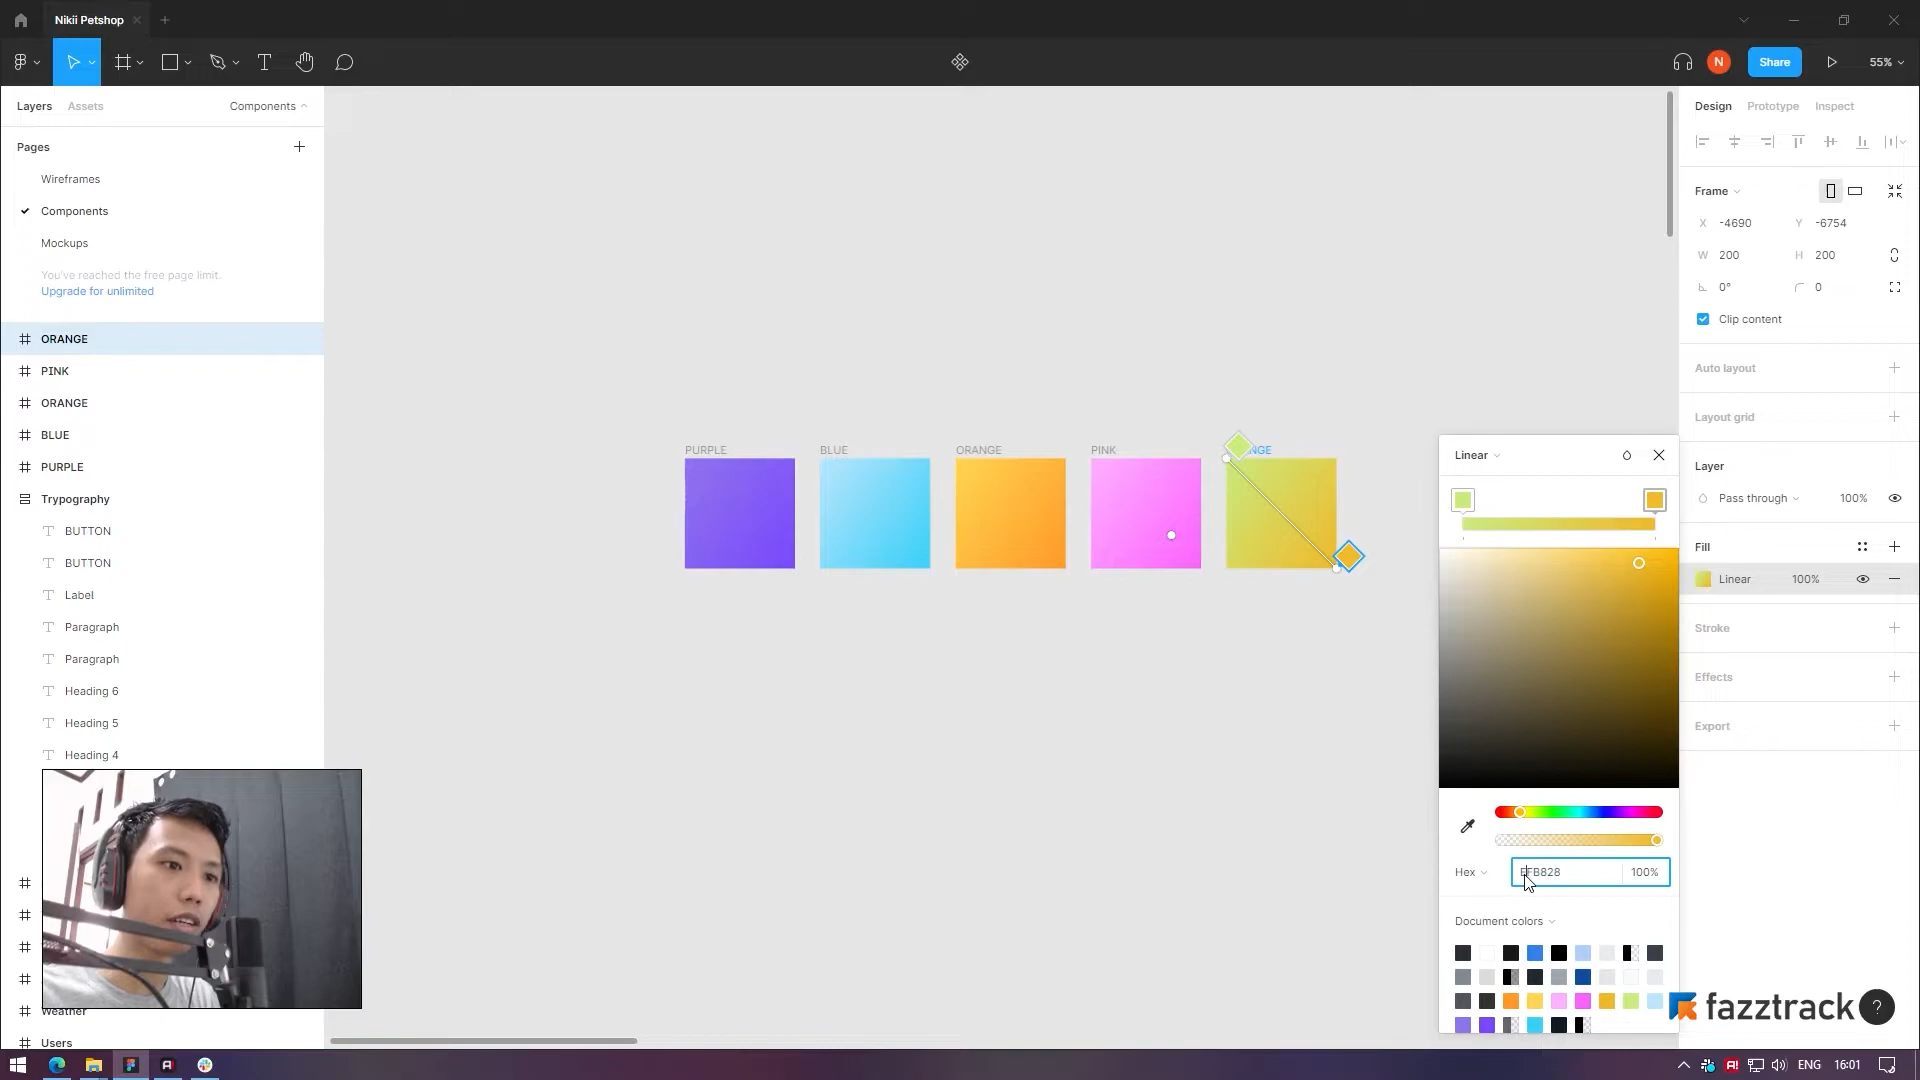 Nikii Petshop
Share
55%
Layers
Assets
Components
Pages
Wireframes
Components
Mockups
You've reached the free page limit.
Upgrade for unlimited
ORANGE
PINK
ORANGE
BLUE
PURPLE
Trypography
BUTTON
BUTTON
Label
Paragraph
Paragraph
Heading 6
Heading 5
Heading 4
Weather
Users
PURPLE
BLUE
ORANGE
PINK
NGE
Linear
Hex
FB828
100%
Document colors
Design
Prototype
Inspect
Frame
X -4690
Y -6754
W 200
H 200
0°
0
Clip content
Auto layout
Layout grid
Layer
Pass through
100%
Fill
Linear
100%
Stroke
Effects
Export
fazztrack
?
N
ENG
16:01